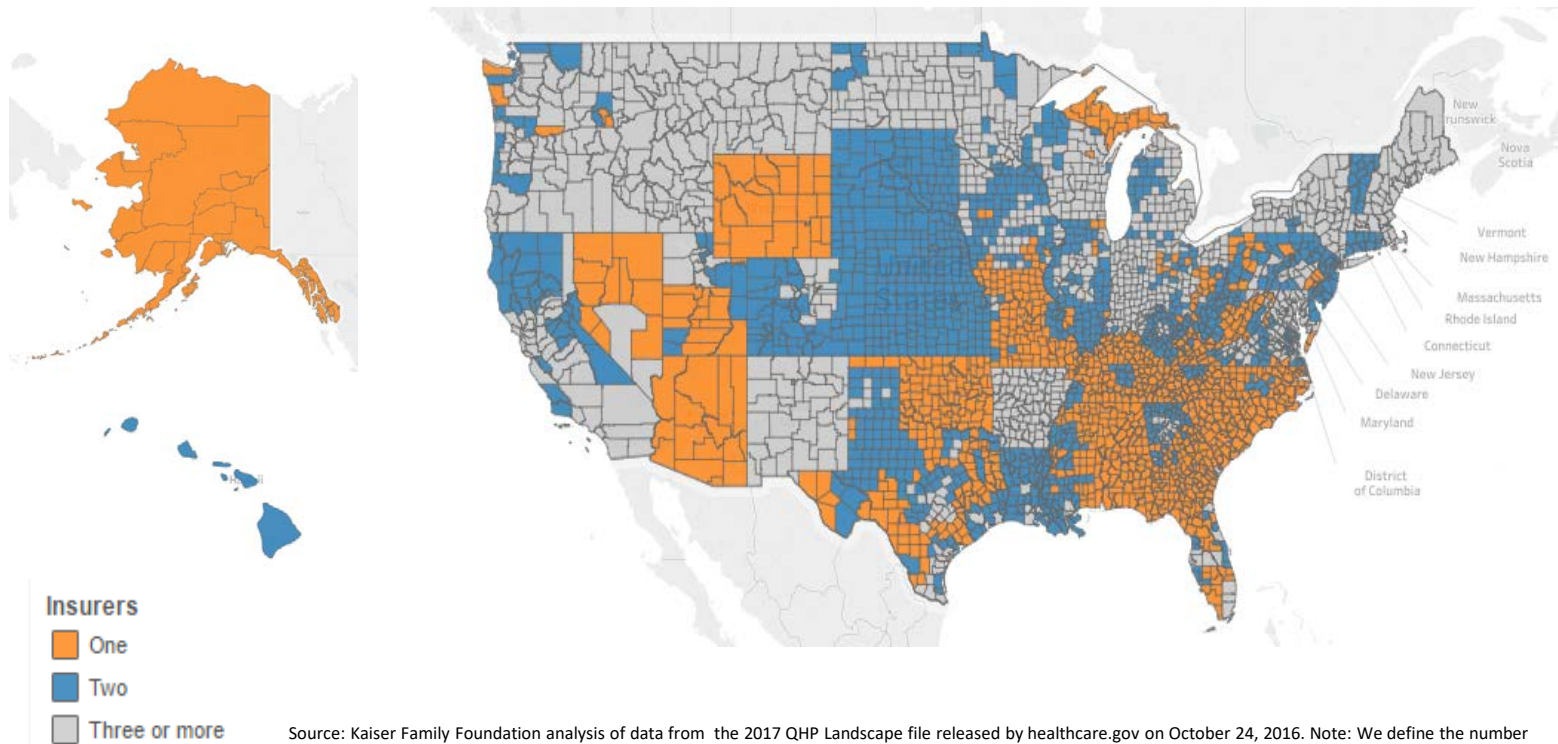 New
runswick
Nova
Scotia
Vermont
New Hampshire
Massachusetts
Rhode Island
Connecticut
New Jersey
Delaware
Maryland
District
of Columbia
Insurers
One
Two
Three or more
Source: Kaiser Family Foundation analysis of data from the 2017 QHP Landscape file released by healthcare.gov on October 24, 2016. Note: We define the number